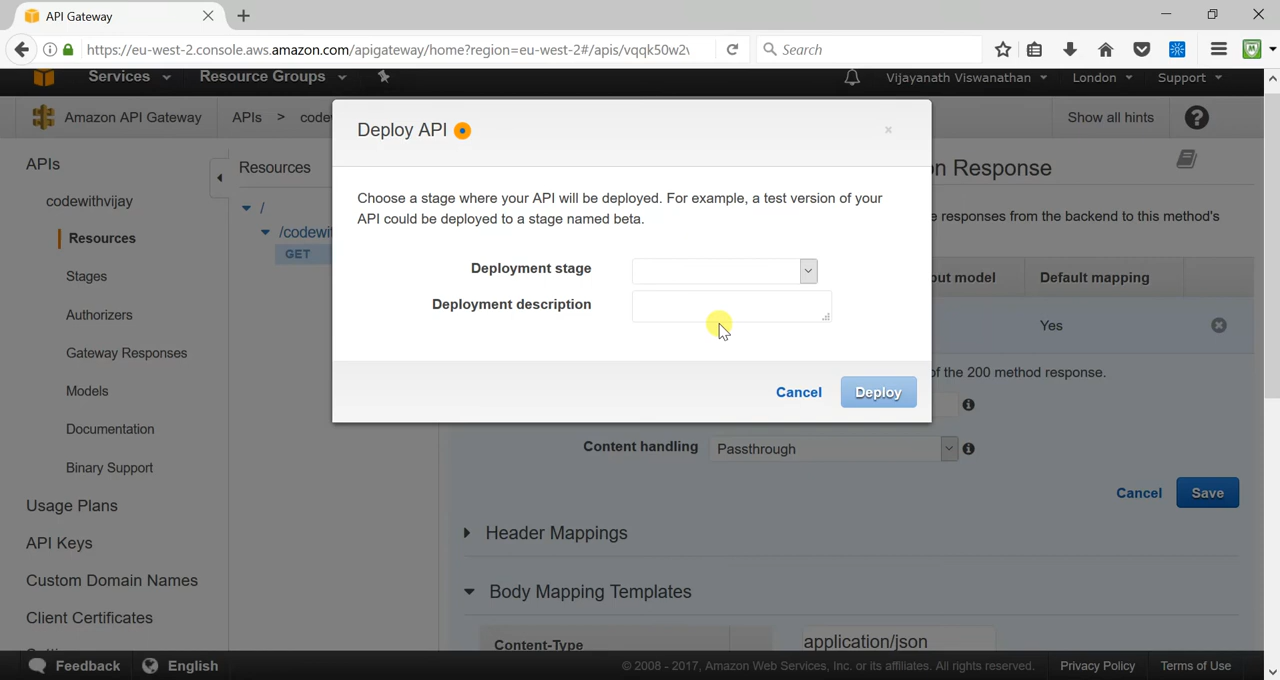 API Gateway
https://eu-west-2.console.aws.amazon.com/apigateway/home?region=eu-west-2#/apis/vqqk50w2
Search
Services
Resource Groups
Vijayanath Viswanathan
London
Support
Amazon API Gateway
APIs > code
Show all hints
Deploy API
APIs
Resources
on Response
codewithvijay
/
Choose a stage where your API will be deployed. For example, a test version of your
API could be deployed to a stage named beta.
e responses from the backend to this method's
/codewit
Resources
GET
Deployment stage
Stages
put model
Default mapping
Deployment description
Authorizers
Yes
Gateway Responses
of the 200 method response.
Models
Cancel
Deploy
Documentation
Content handling
Passthrough
Binary Support
Cancel
Save
Usage Plans
Header Mappings
API Keys
Custom Domain Names
Body Mapping Templates
Client Certificates
Content-Type
application/json
Feedback
English
© 2008 - 2017, Amazon Web Services, Inc. or its affiliates. All rights reserved.
Privacy Policy
Terms of Use